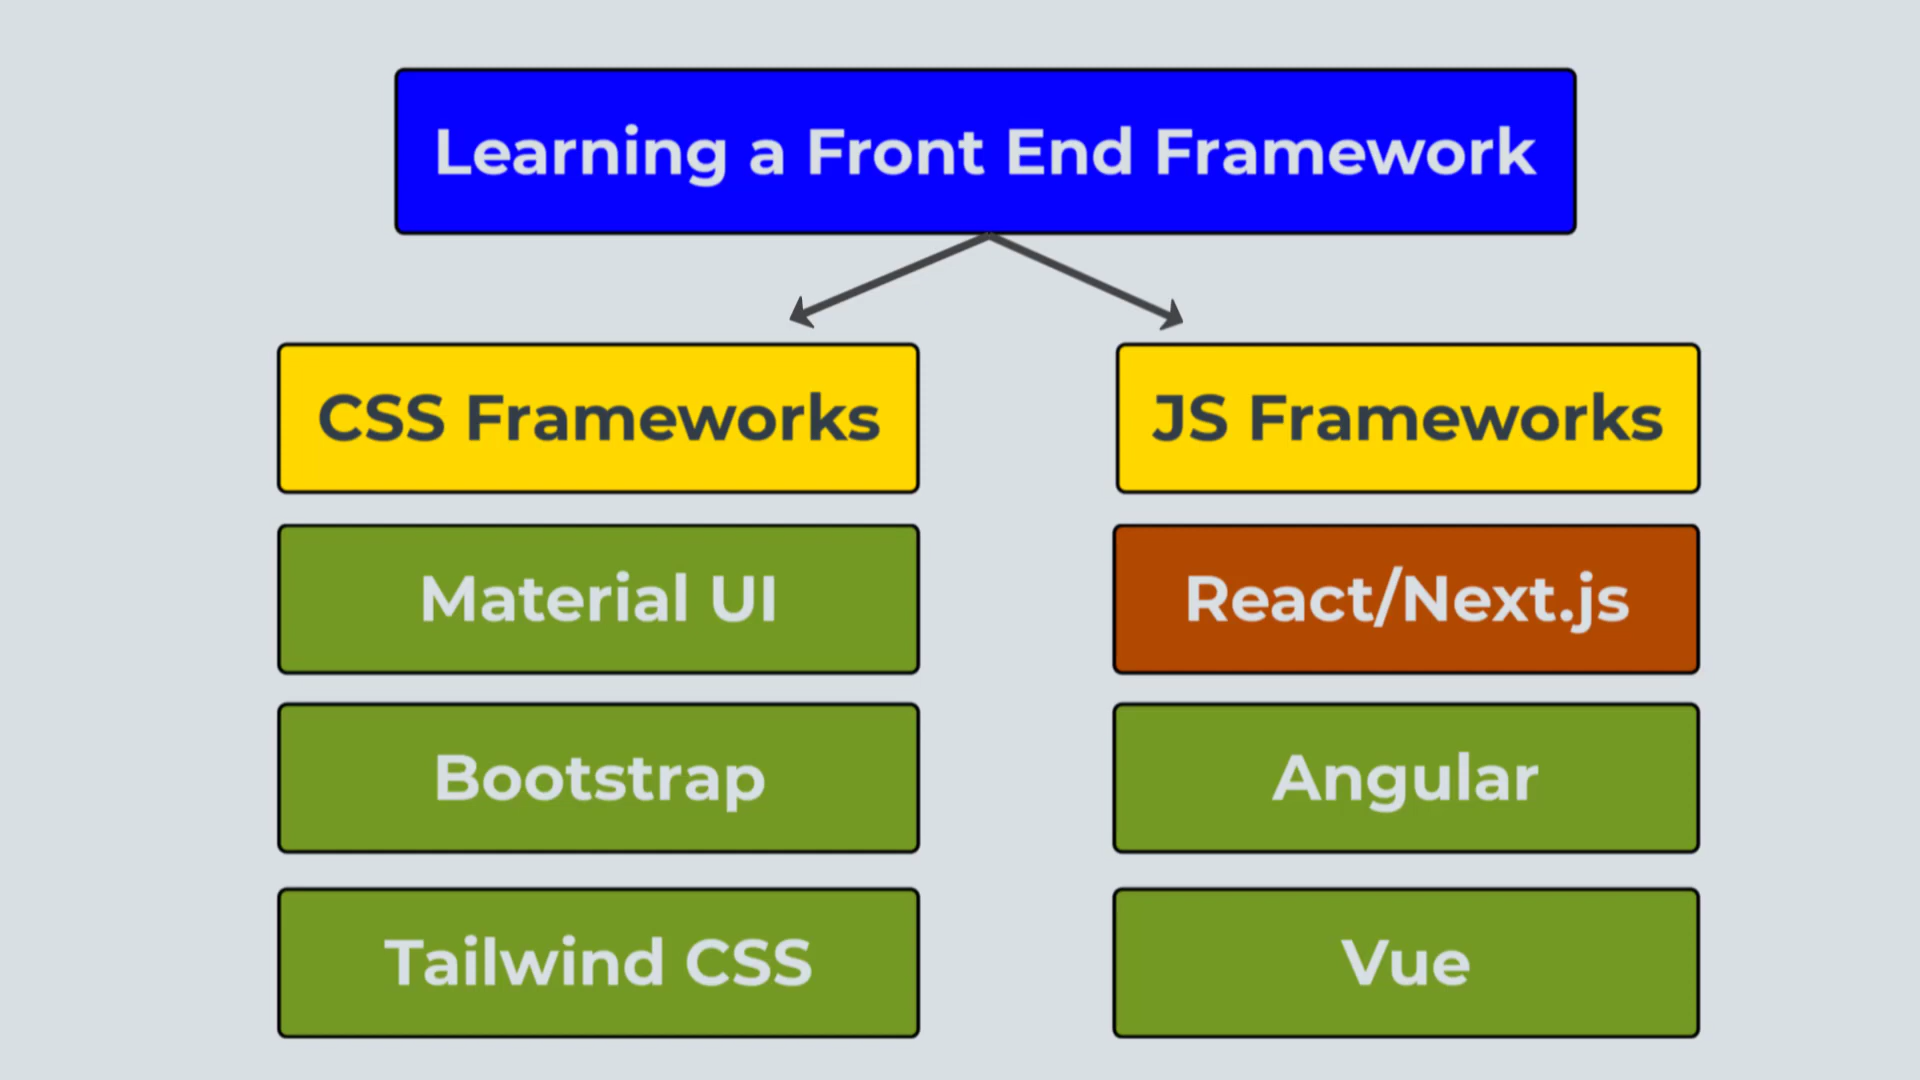 Learning a Front End Framework
CSS Frameworks
JS Frameworks
Material UI
React/Next.js
Bootstrap
Angular
Tailwind CSS
Vue